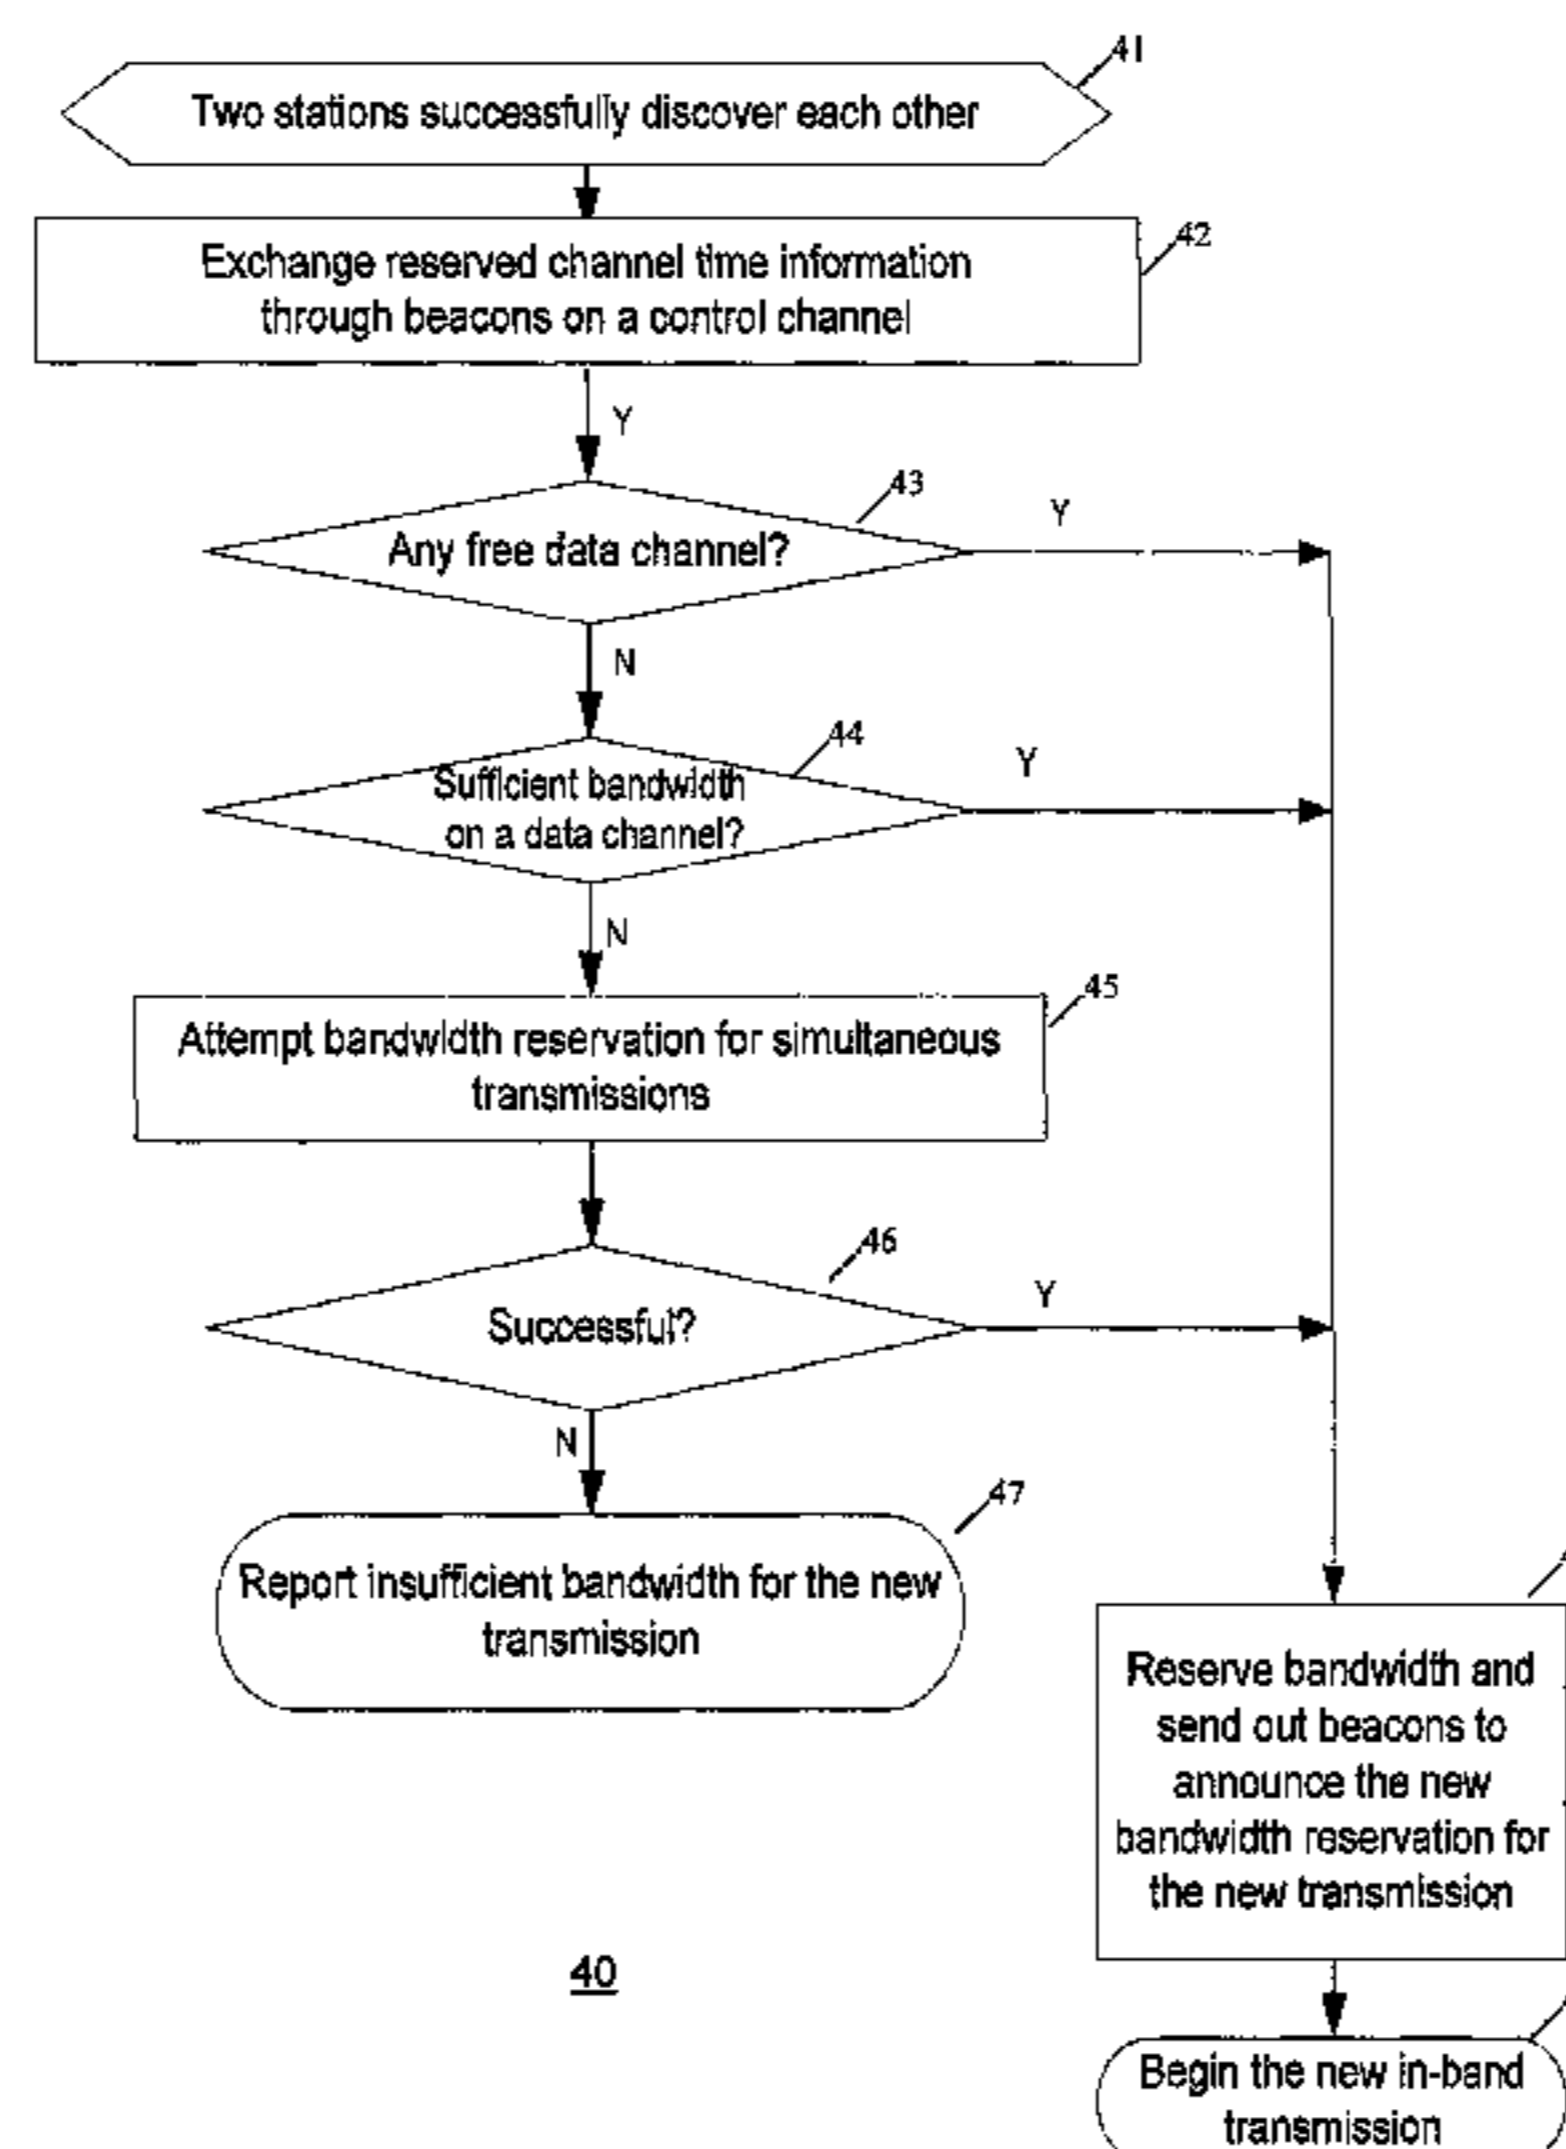 41
Two stations successfully discover each other
42
Exchange reserved channel time information
through beacons on a control channel
Y
43
Any free data channel?
Y
N
44
Sufficient bandwidth
on a data channel?
Y
N
45
Attempt bandwidth reservation for simultaneous
transmissions
46
Successful?
Y
N
47
Report insufficient bandwidth for the new
transmission
Reserve bandwidth and
send out beacons to
announce the new
bandwidth reservation for
the new transmission
40
Begin the new in-band
transmission